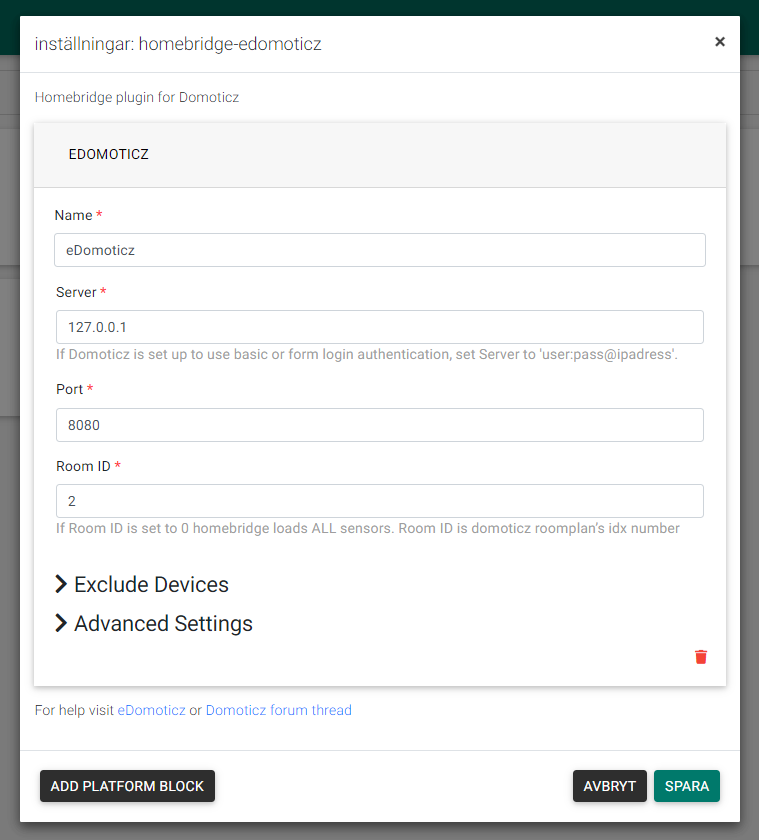 inställningar: homebridge-edomoticz
×
Homebridge plugin for Domoticz
EDOMOTICZ
Name *
eDomoticz
Server *
127.0.0.1
If Domoticz is set up to use basic or form login authentication, set Server to 'user:pass@ipadress'.
Port *
8080
Room ID *
2
If Room ID is set to 0 homebridge loads ALL sensors. Room ID is domoticz roomplan's idx number
Exclude Devices
Advanced Settings
For help visit eDomoticz or Domoticz forum thread
ADD PLATFORM BLOCK AVBRYT SPARA